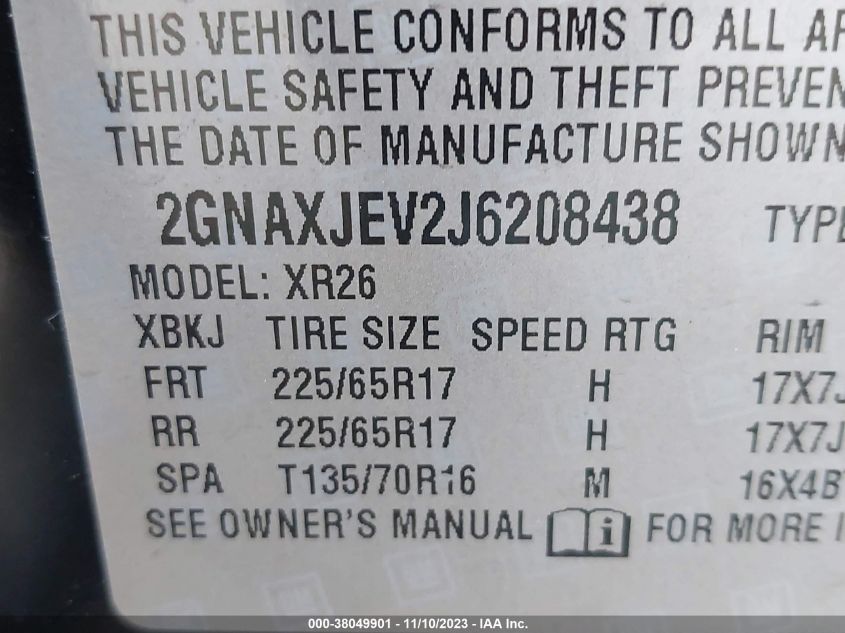 THIS VEHICLE CONFORMS TO ALL
VEHICLE SAFETY AND THEFT PREVEN
THE DATE OF MANUFACTURE SHOWN
2GNAXJEV2J6208438 TYPE
MODEL: XR26
XBKJ TIRE SIZE SPEED RTG RIM
FRT 225/65R17 H 17X7J
RR 225/65R17 H 17X7J
SPA T135/70R16 M 16X4B
SEE OWNER'S MANUAL i FOR MORE
000-38049901 - 11/10/2023 - IAA Inc.